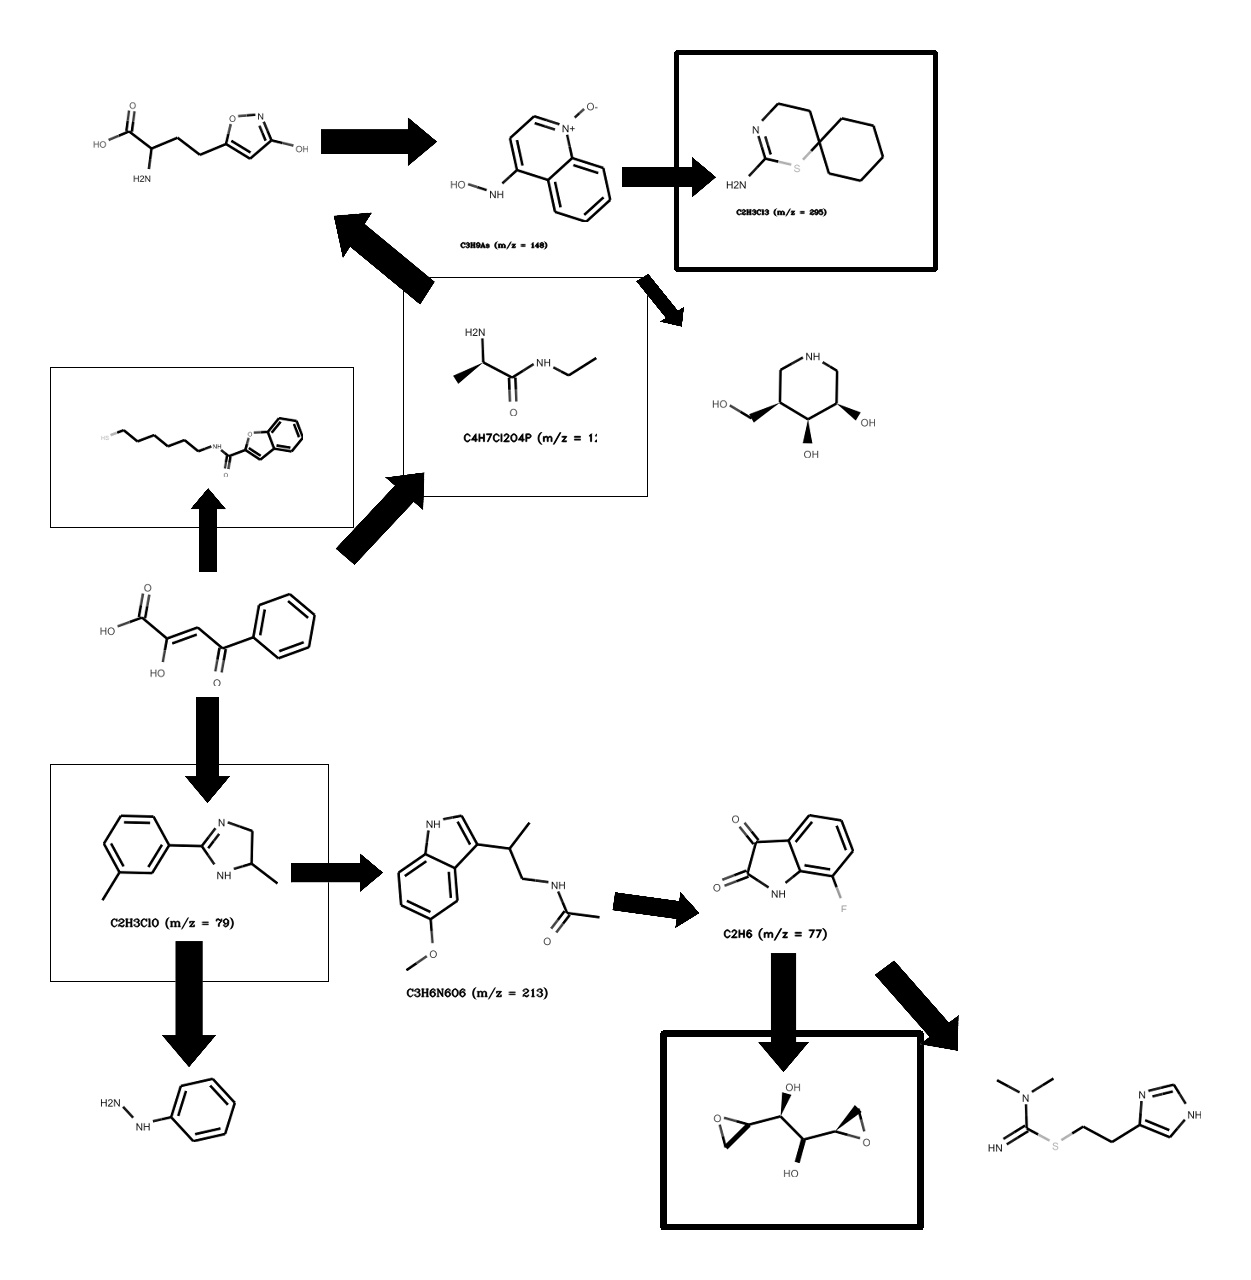 O
HO
H2N
O
N
OH
O-
N+
HO
NH
C3H9As (m/z = 148)
N
S
H2N
C2H3Cl3 (m/z = 295)
H2N
NH
O
C4H7Cl2O4P (m/z =
NH
HO
OH
OH
HS
NH
O
O
O
HO
HO
O
N
NH
C2H3ClO (m/z = 79)
NH
NH
O
O
C3H6N6O6 (m/z = 213)
O
O
NH
F
C2H6 (m/z = 77)
H2N
NH
OH
O
O
HO
N
HN
S
N
NH